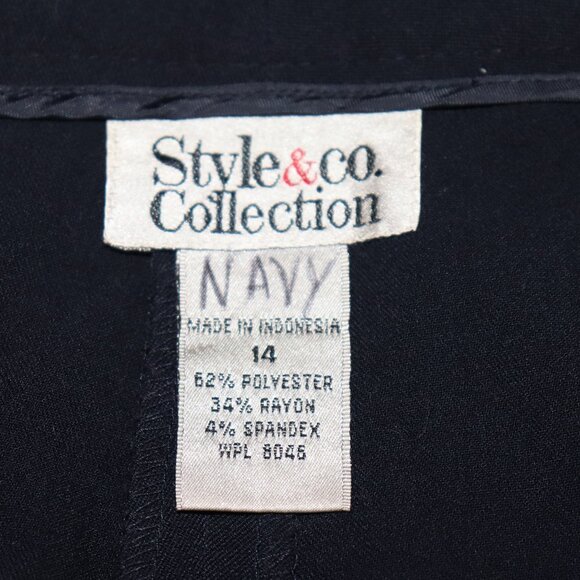 Style&co.
Collection
NAVY
MADE IN INDONESIA
14
62% POLYESTER
34% RAYON
4% SPANDEX
WPL 8046